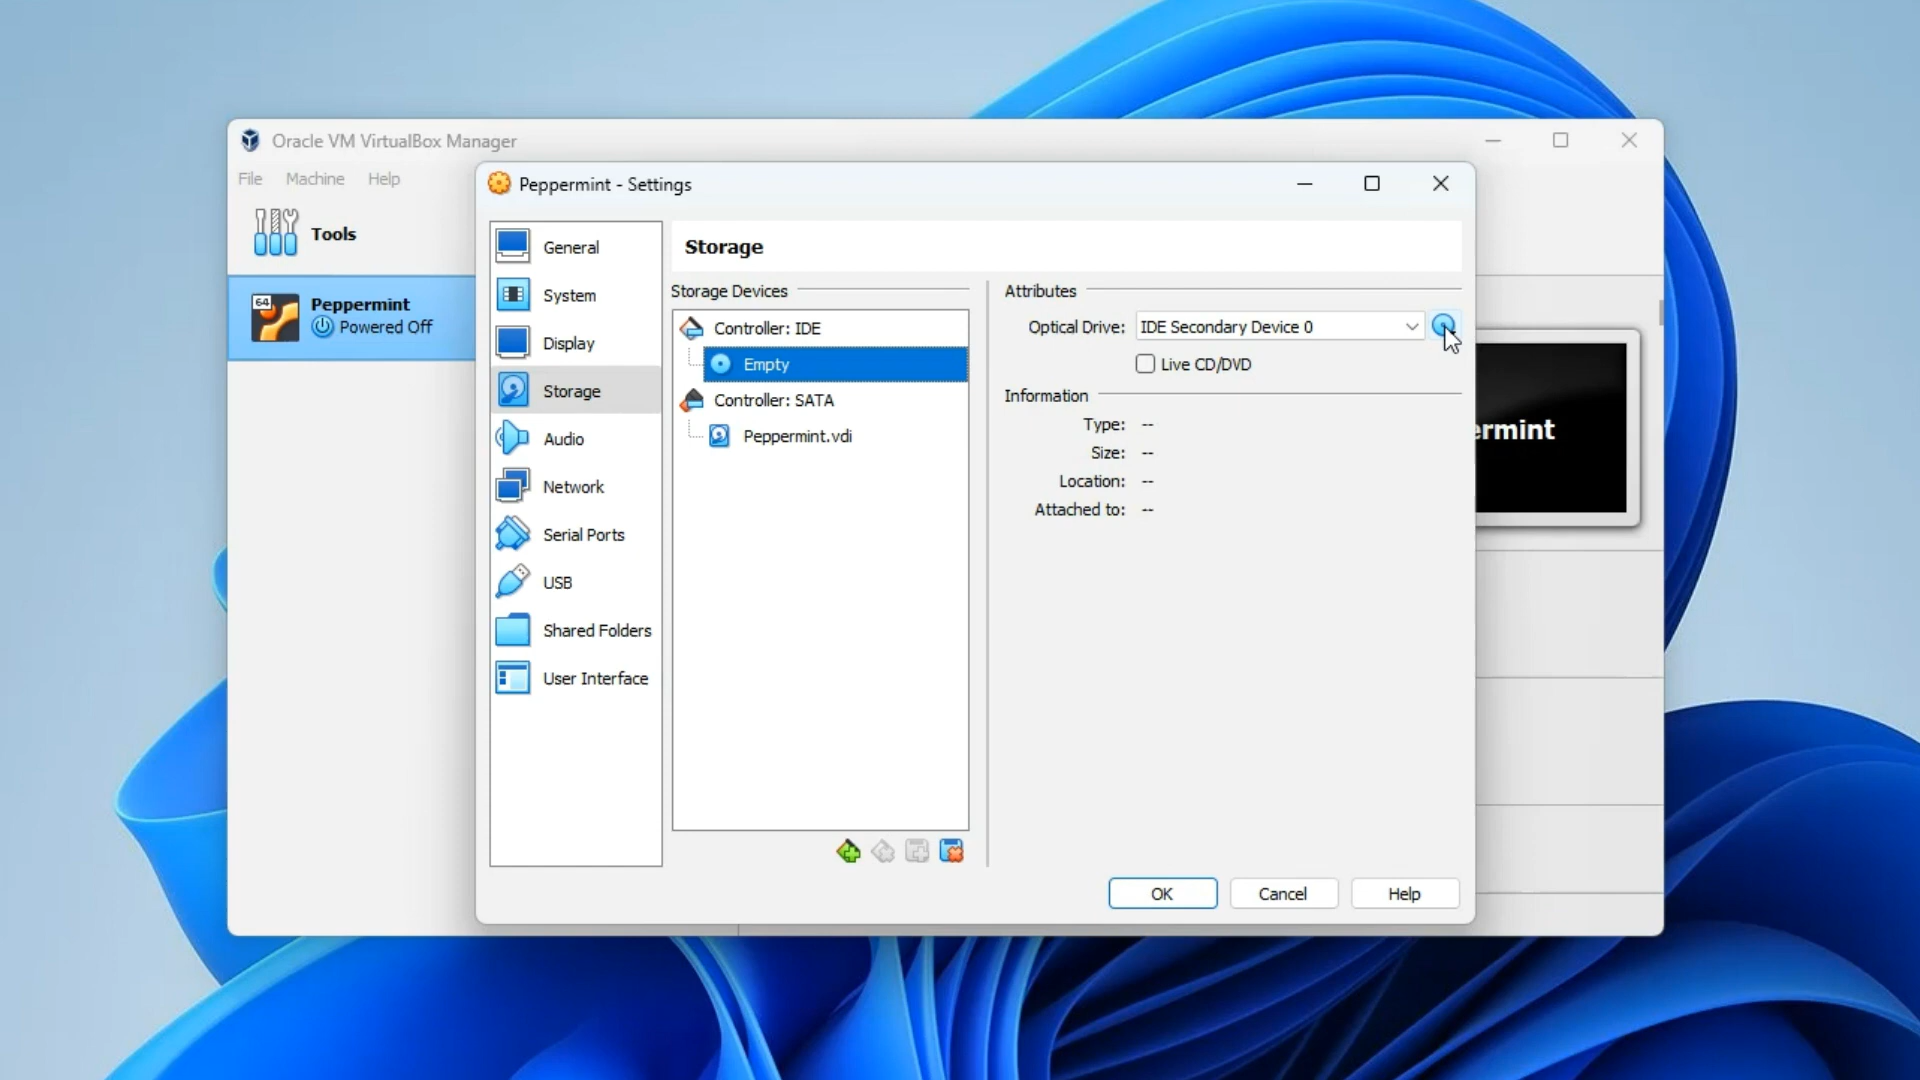 Oracle VM VirtualBox Manager
File Machine Help
Tools
64
Peppermint
Powered Off
Peppermint - Settings
General
System
Display
Storage
Audio
Network
Serial Ports
USB
Shared Folders
User Interface
Storage
Storage Devices
Controller: IDE
Empty
Controller: SATA
Peppermint.vdi
Attributes
Optical Drive: IDE Secondary Device 0
Live CD/DVD
Information
Type: --
Size: --
Location: --
Attached to: --
ermint
OK Cancel Help